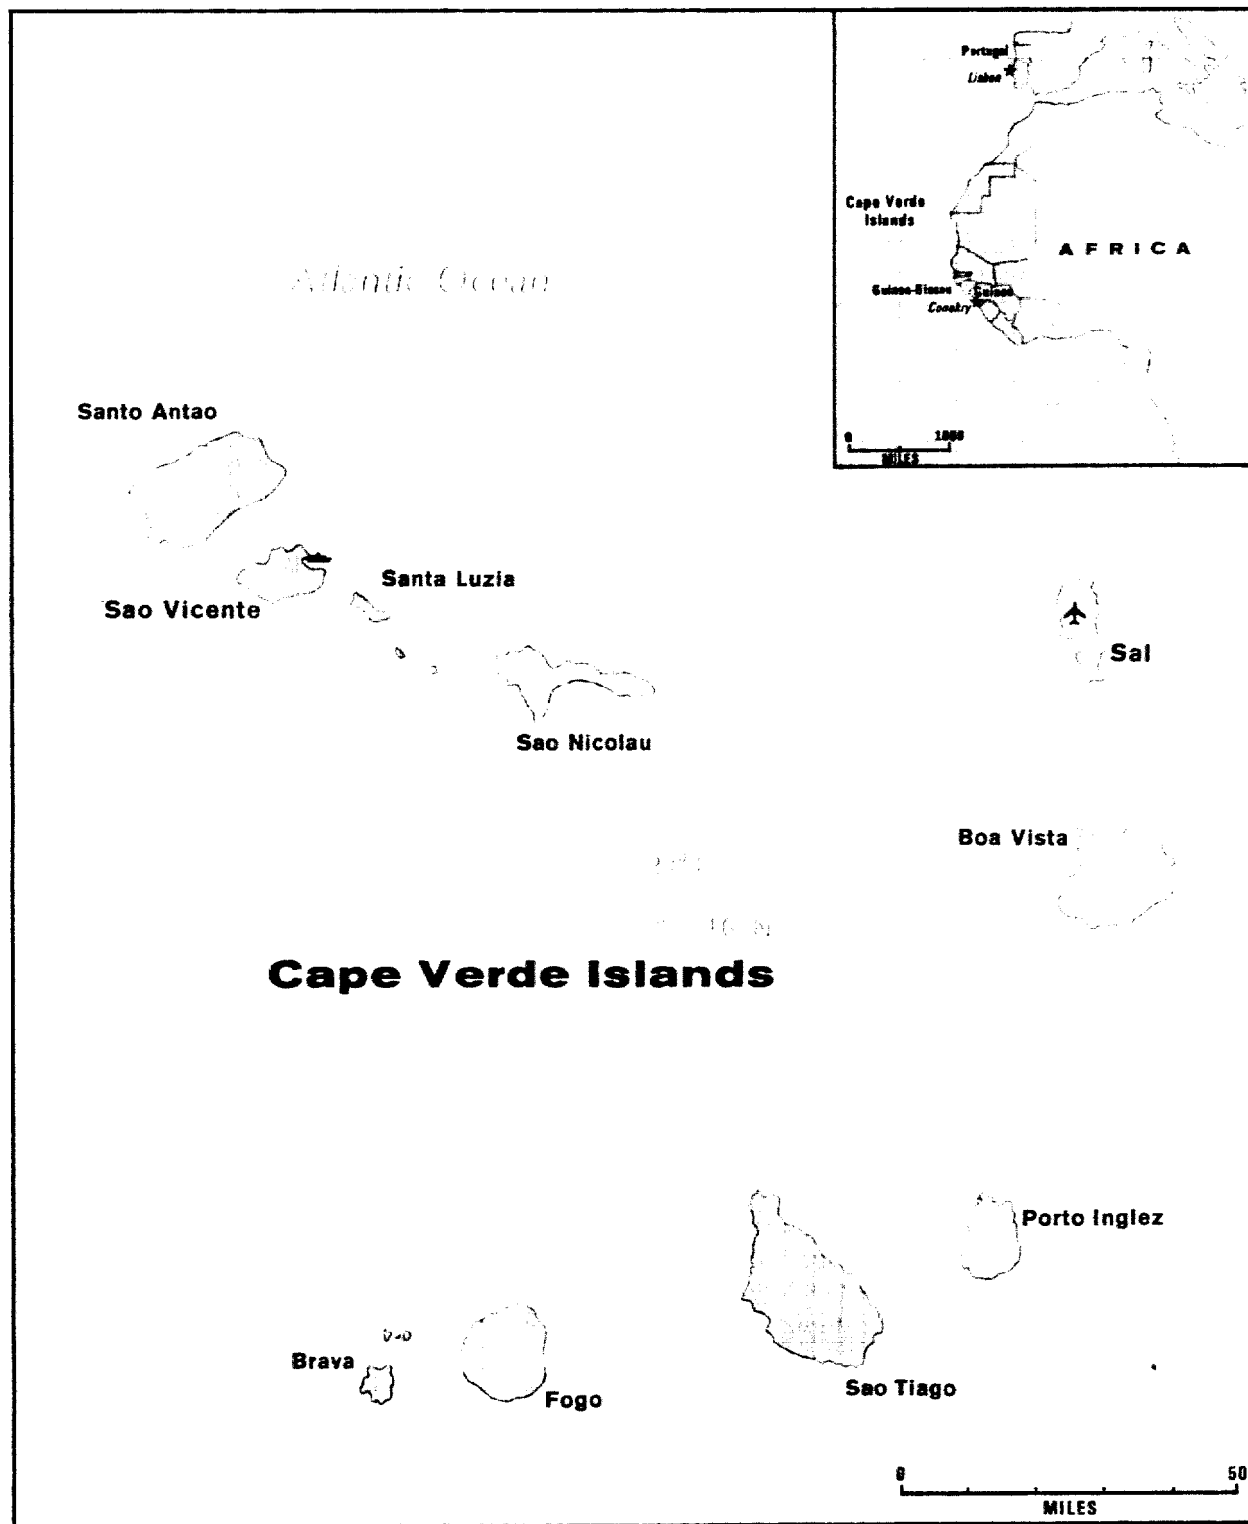 Portugal
Lisbon
Cape Verde
Islands
AFRICA
Guinea-Bissau
Guinea
Conakry
0 1000
MILES
Atlantic Ocean
Santo Antao
Santa Luzia
Sao Vicente
Sal
Sao Nicolau
Boa Vista
Cape Verde Islands
Porto Inglez
Brava
Fogo
Sao Tiago
0 50
MILES